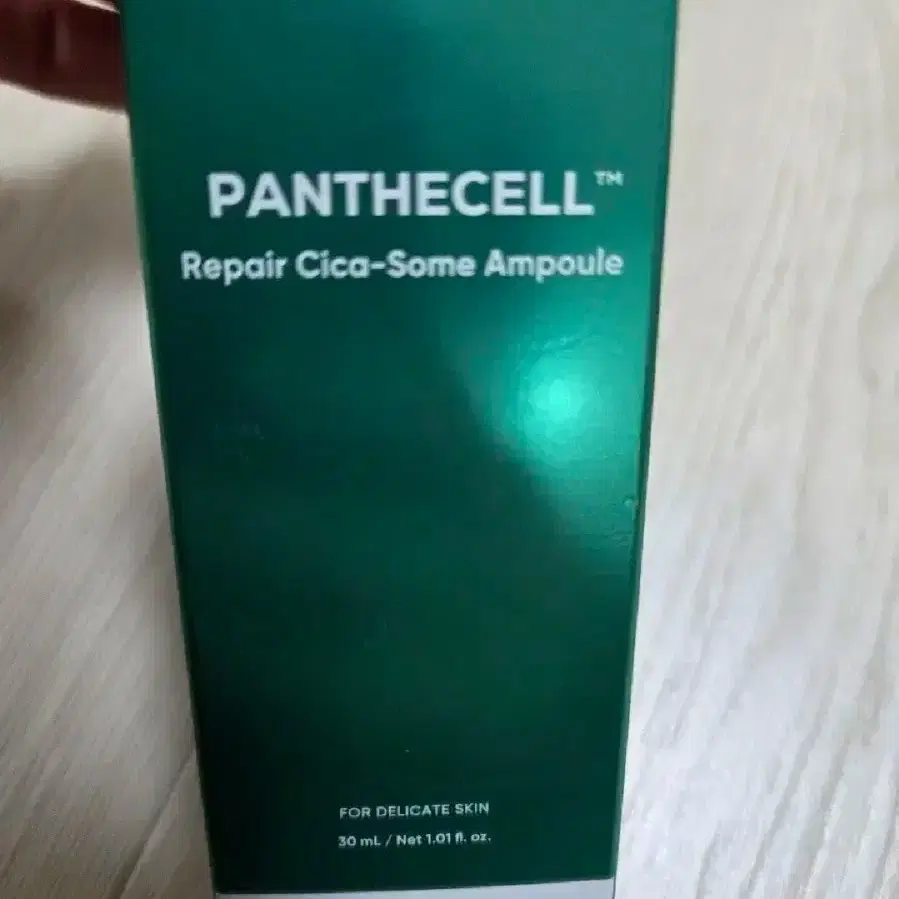 PANTHECELL™
Repair Cica-Some Ampoule
FOR DELICATE SKIN
30 mL / Net 1.01 fl. oz.